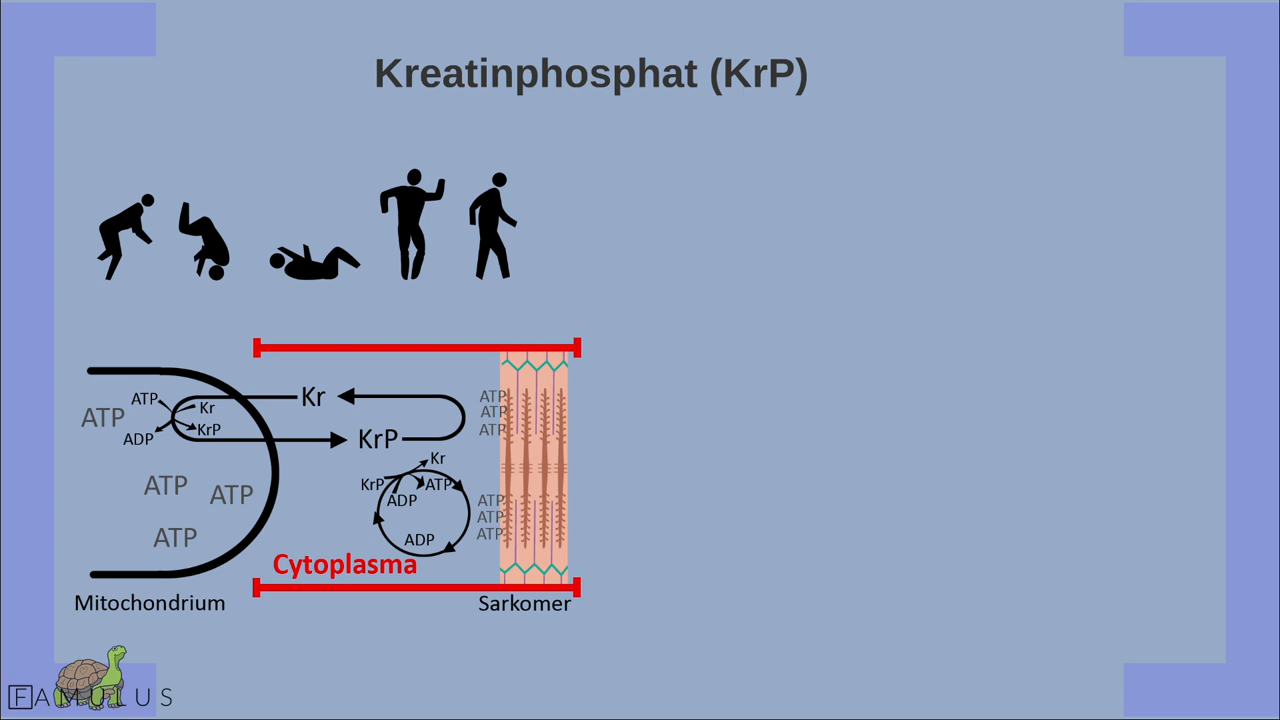 Kreatinphosphat (KrP)
ATP
Kr
ATP
Kr
ATP
ATP
KrP
ATP
ADP
KrP
Kr
KrP
ATP
ATP
ATP
ADP
ATP
ATP
ATP
ATP
ADP
Cytoplasma
Mitochondrium
Sarkomer
FAMULUS